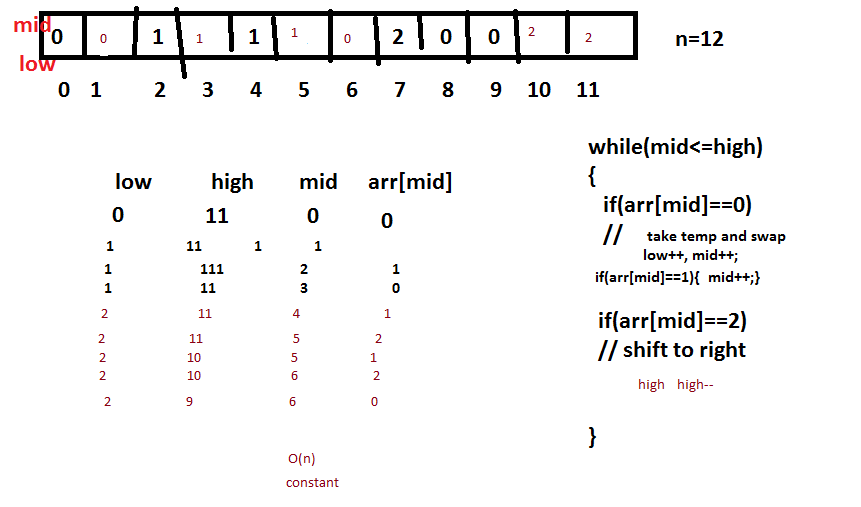 mid
0 0 1 1 1 1 0 2 0 0 2 2
n=12
low
0 1 2 3 4 5 6 7 8 9 10 11
low high mid arr[mid]
0 11 0 0
1 11 1 1
1 111 2 1
1 11 3 0
2 11 4 1
2 11 5 2
2 10 5 1
2 10 6 2
2 9 6 0
O(n)
constant
while(mid<=high)
{
if(arr[mid]==0)
// take temp and swap
low++, mid++;
if(arr[mid]==1){ mid++;}
if(arr[mid]==2)
// shift to right
high high--
}